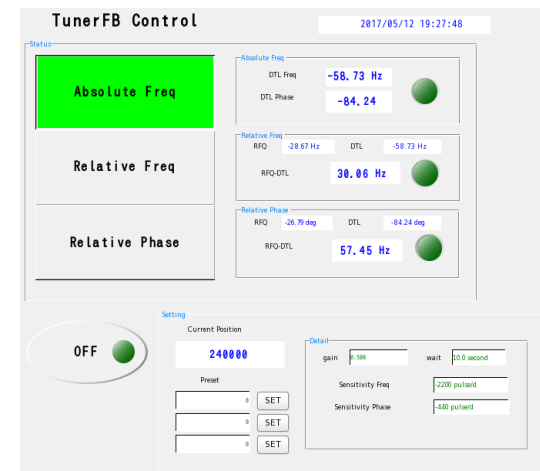 TunerFB Control
2017/05/12 19:27:48
Status
Absolute Freq
Relative Freq
Relative Phase
Absolute Freq
DTL Freq -58.73 Hz
DTL Phase -84.24
Relative Freq
RFQ -28.67 Hz DTL -58.73 Hz
RFQ-DTL 30.06 Hz
Relative Phase
RFQ -26.79 deg DTL -84.24 deg
RFQ-DTL 57.45 Hz
OFF
Setting
Current Position
240000
Preset
0 SET
0 SET
0 SET
Detail
gain 0.500 wait 10.0 second
Sensitivity Freq -2200 pulse/d
Sensitivity Phase -440 pulse/d